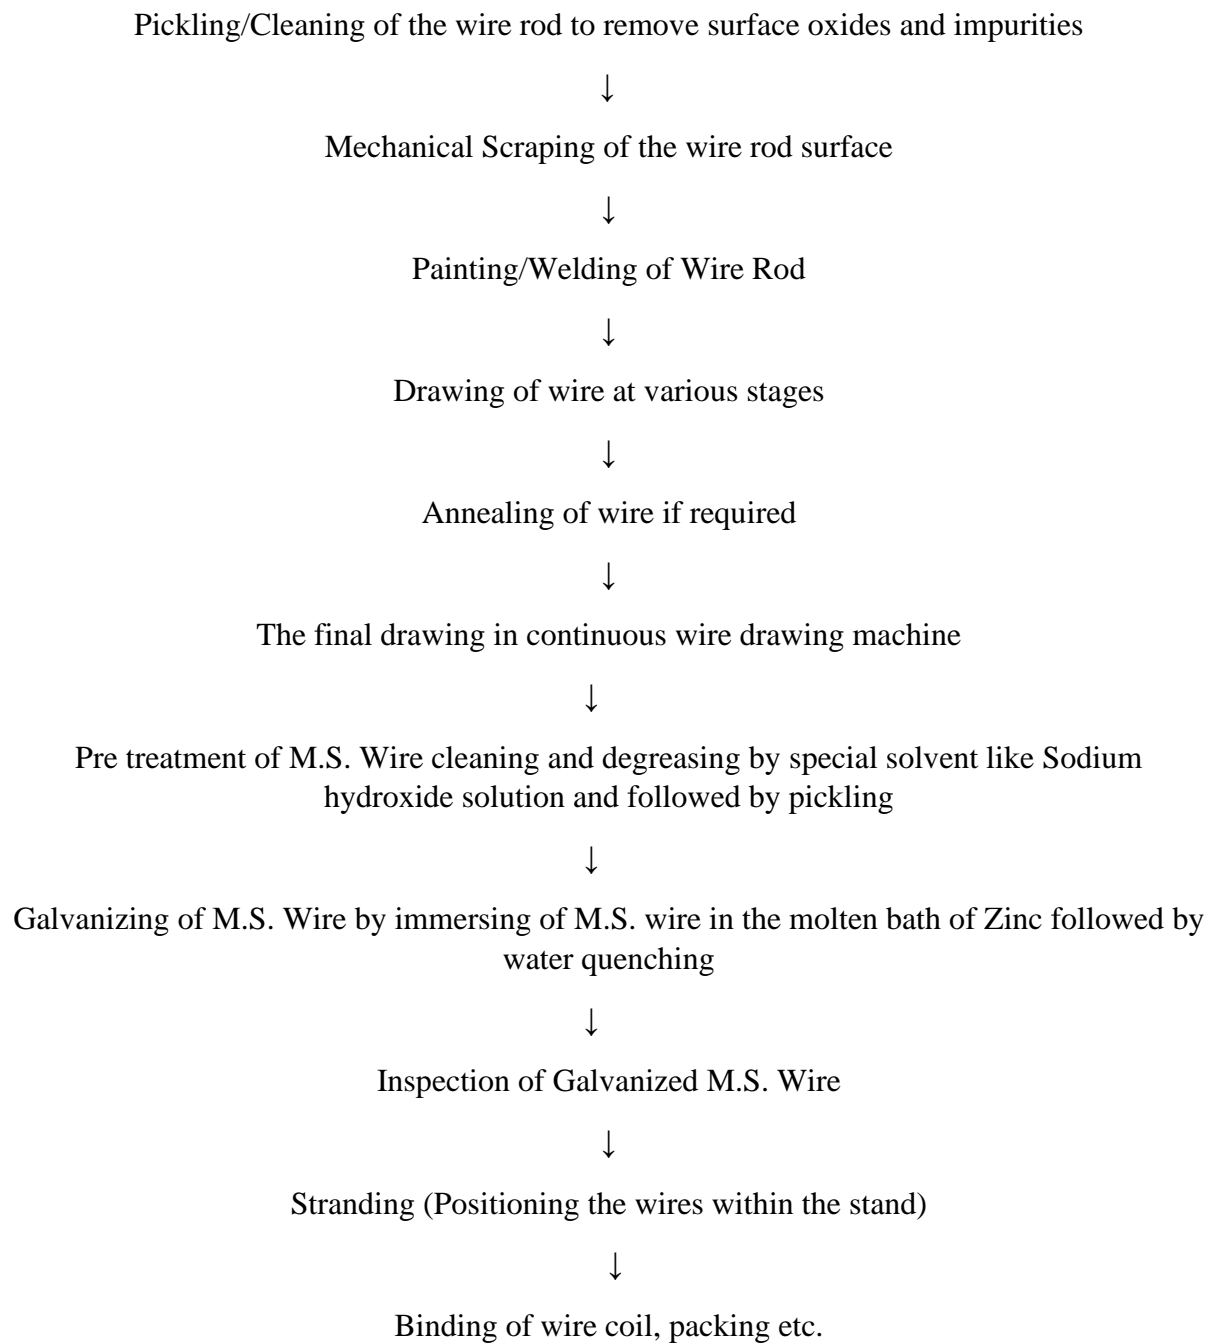 Pickling/Cleaning of the wire rod to remove surface oxides and impurities
↓
Mechanical Scraping of the wire rod surface
↓
Painting/Welding of Wire Rod
↓
Drawing of wire at various stages
↓
Annealing of wire if required
↓
The final drawing in continuous wire drawing machine
↓
Pre treatment of M.S. Wire cleaning and degreasing by special solvent like Sodium
hydroxide solution and followed by pickling
↓
Galvanizing of M.S. Wire by immersing of M.S. wire in the molten bath of Zinc followed by
water quenching
↓
Inspection of Galvanized M.S. Wire
↓
Stranding (Positioning the wires within the stand)
↓
Binding of wire coil, packing etc.